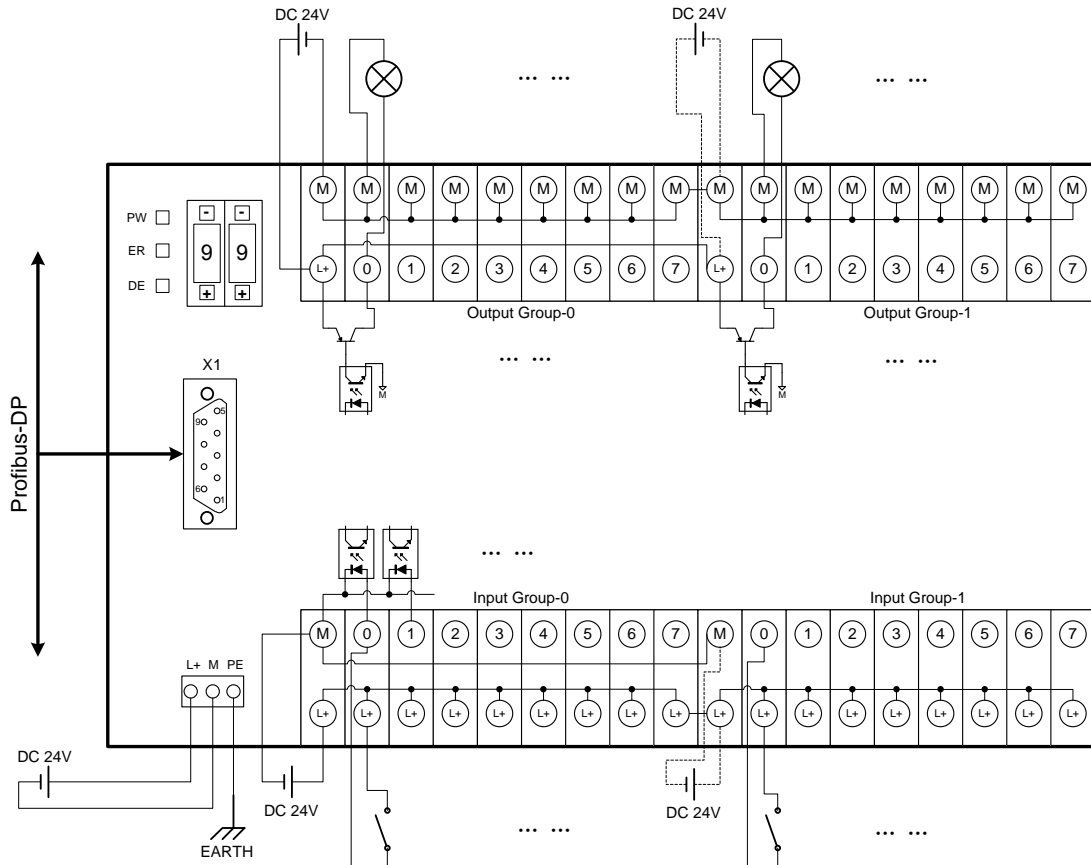 DC 24V
DC 24V
... ...
... ...
M M M M M M M M M M M M M M M M M M
PW
ER
DE
- -
9 9
+ +
L+ 0 1 2 3 4 5 6 7 L+ 0 1 2 3 4 5 6 7
Output Group-0
Output Group-1
... ...
... ...
M
M
X1
5
9
6
1
Profibus-DP
... ...
Input Group-0
Input Group-1
M 0 1 2 3 4 5 6 7 M 0 1 2 3 4 5 6 7
L+ M PE
L+ L+ L+ L+ L+ L+ L+ L+ L+ L+ L+ L+ L+ L+ L+ L+ L+ L+
DC 24V
DC 24V
DC 24V
EARTH
... ...
... ...